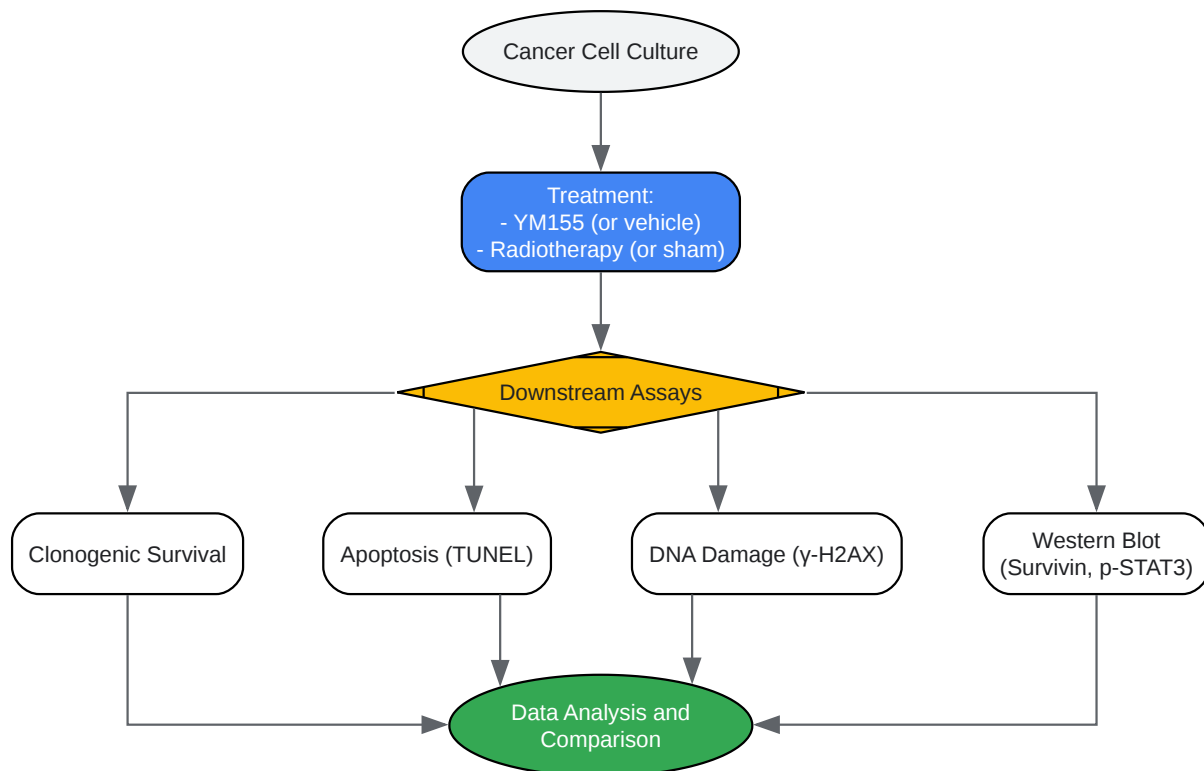 Cancer Cell Culture
Treatment:
- YM155 (or vehicle)
- Radiotherapy (or sham)
Downstream Assays
Clonogenic Survival
Apoptosis (TUNEL)
DNA Damage (γ-H2AX)
Western Blot
(Survivin, p-STAT3)
Data Analysis and
Comparison